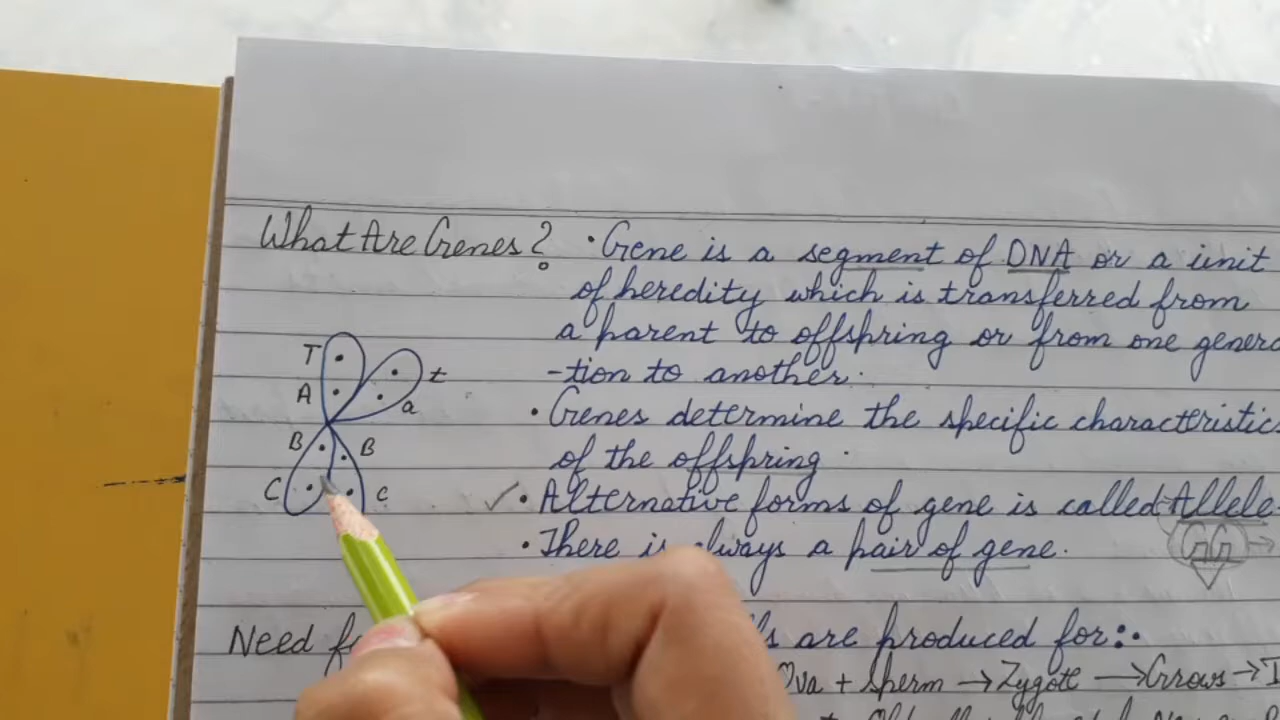 What Are Genes? • Gene is a segment of DNA or a unit
of heredity which is transferred from
a parent to offspring or from one genera
-tion to another.
• Genes determine the specific characteristics
of the offspring.
• Alternative forms of gene is called Allele.
• There is always a pair of gene.
T
t
A
a
B
B
C
c
Need
are produced for:
Ova + sperm → Zygote → Grows →